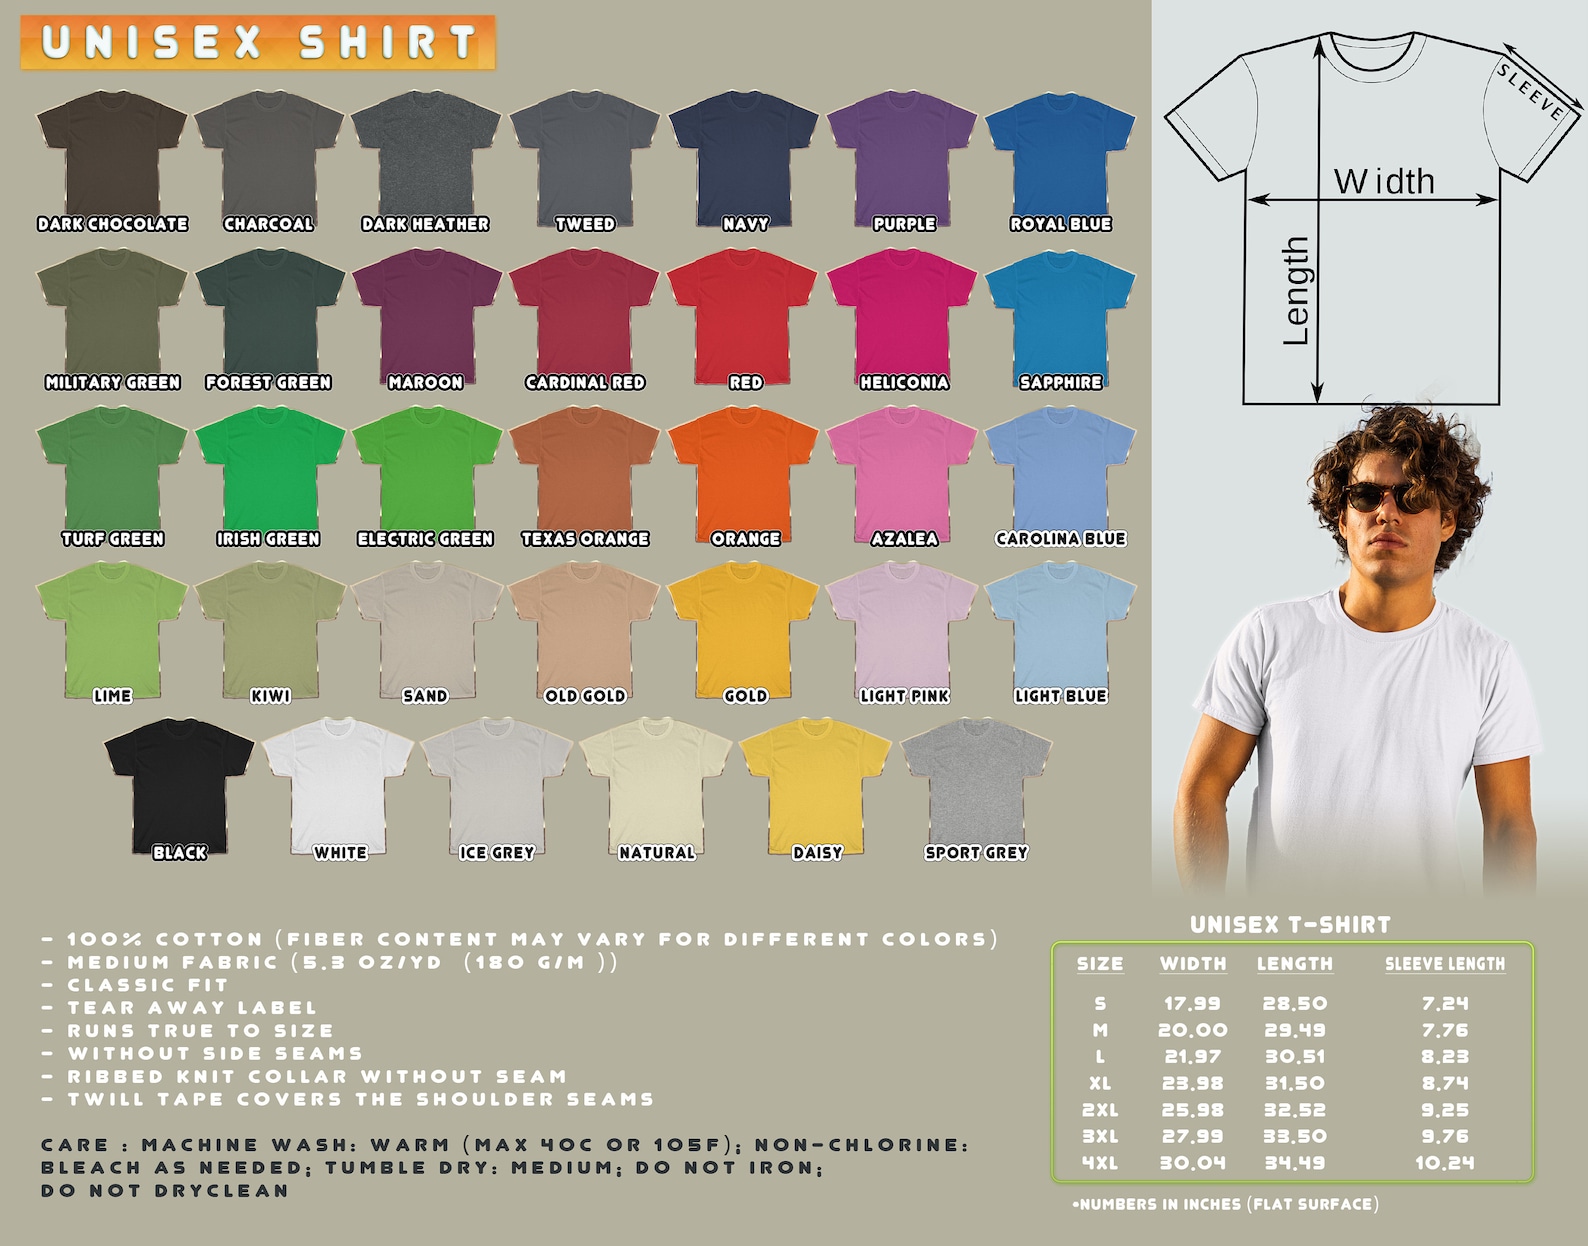 UNISEX SHIRT
DARK CHOCOLATE CHARCOAL DARK HEATHER TWEED NAVY PURPLE ROYAL BLUE
MILITARY GREEN FOREST GREEN MAROON CARDINAL RED RED HELICONIA SAPPHIRE
TURF GREEN IRISH GREEN ELECTRIC GREEN TEXAS ORANGE ORANGE AZALEA CAROLINA BLUE
LIME KIWI SAND OLD GOLD GOLD LIGHT PINK LIGHT BLUE
BLACK WHITE ICE GREY NATURAL DAISY SPORT GREY
SLEEVE
Width
Length
- 100% COTTON (FIBER CONTENT MAY VARY FOR DIFFERENT COLORS)
- MEDIUM FABRIC (5.3 OZ/YD (180 G/M ))
- CLASSIC FIT
- TEAR AWAY LABEL
- RUNS TRUE TO SIZE
- WITHOUT SIDE SEAMS
- RIBBED KNIT COLLAR WITHOUT SEAM
- TWILL TAPE COVERS THE SHOULDER SEAMS
CARE : MACHINE WASH: WARM (MAX 40C OR 105F); NON-CHLORINE:
BLEACH AS NEEDED; TUMBLE DRY: MEDIUM; DO NOT IRON;
DO NOT DRYCLEAN
UNISEX T-SHIRT
SIZE WIDTH LENGTH SLEEVE LENGTH
S 17.99 28.50 7.24
M 20.00 29.49 7.76
L 21.97 30.51 8.23
XL 23.98 31.50 8.74
2XL 25.98 32.52 9.25
3XL 27.99 33.50 9.76
4XL 30.04 34.49 10.24
•NUMBERS IN INCHES (FLAT SURFACE)